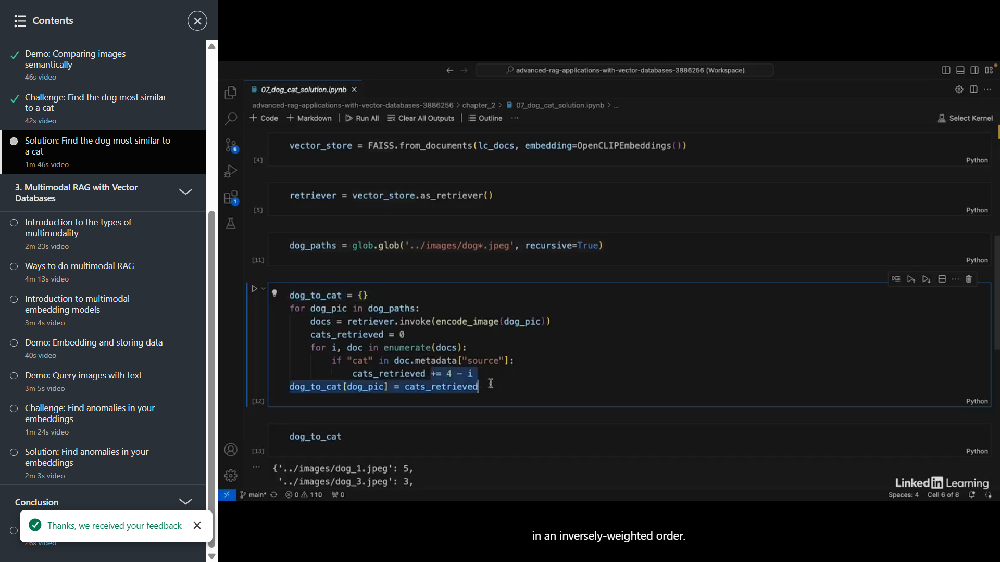 Contents
Demo: Comparing images
semantically
46s video
Challenge: Find the dog most similar
to a cat
42s video
Solution: Find the dog most similar to
a cat
1m 46s video
3. Multimodal RAG with Vector
Databases
Introduction to the types of
multimodality
2m 23s video
Ways to do multimodal RAG
4m 13s video
Introduction to multimodal
embedding models
3m 4s video
Demo: Embedding and storing data
40s video
Demo: Query images with text
3m 5s video
Challenge: Find anomalies in your
embeddings
1m 24s video
Solution: Find anomalies in your
embeddings
2m 3s video
Conclusion
Thanks, we received your feedback
26s video
advanced-rag-applications-with-vector-databases-3886256 (Workspace)
07_dog_cat_solution.ipynb
advanced-rag-applications-with-vector-databases-3886256 > chapter_2 > 07_dog_cat_solution.ipynb > ...
+ Code + Markdown | Run All Clear All Outputs | Outline ... Select Kernel
6
1
vector_store = FAISS.from_documents(lc_docs, embedding=OpenCLIPEmbeddings())
[4] Python
retriever = vector_store.as_retriever()
[5] Python
dog_paths = glob.glob('../images/dog*.jpeg', recursive=True)
[11] Python
dog_to_cat = {}
for dog_pic in dog_paths:
    docs = retriever.invoke(encode_image(dog_pic))
    cats_retrieved = 0
    for i, doc in enumerate(docs):
        if "cat" in doc.metadata["source"]:
            cats_retrieved += 4 - i
dog_to_cat[dog_pic] = cats_retrieved
[12] Python
dog_to_cat
[13] Python
{'../images/dog_1.jpeg': 5,
'../images/dog_3.jpeg': 3,
LinkedIn Learning
main* 0 110 0 Spaces: 4 Cell 6 of 8
in an inversely-weighted order.